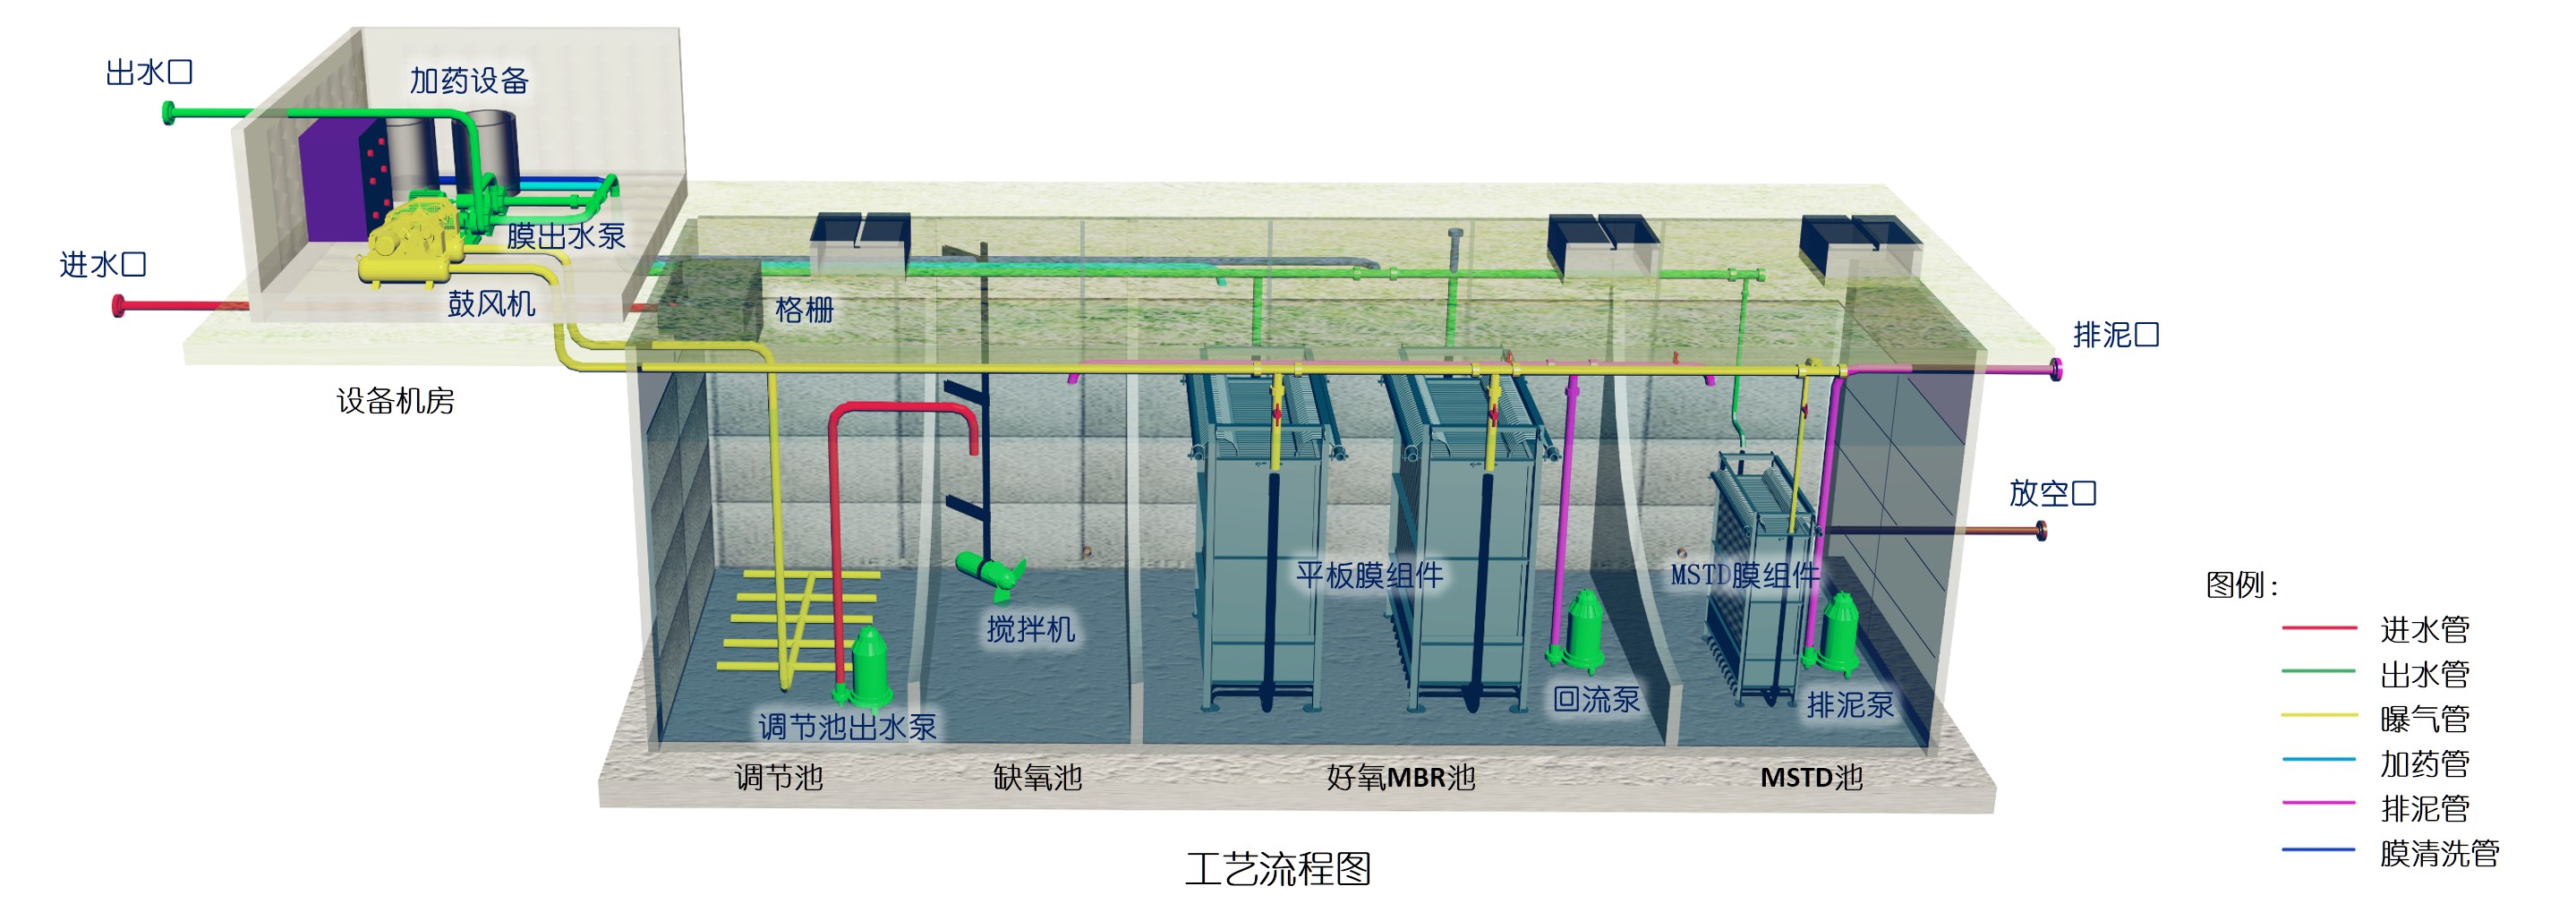 出水口
加药设备
膜出水泵
进水口
鼓风机
格栅
设备机房
排泥口
放空口
平板膜组件
MSTD膜组件
搅拌机
回流泵
排泥泵
调节池出水泵
调节池
缺氧池
好氧MBR池
MSTD池
工艺流程图
图例：
进水管
出水管
曝气管
加药管
排泥管
膜清洗管